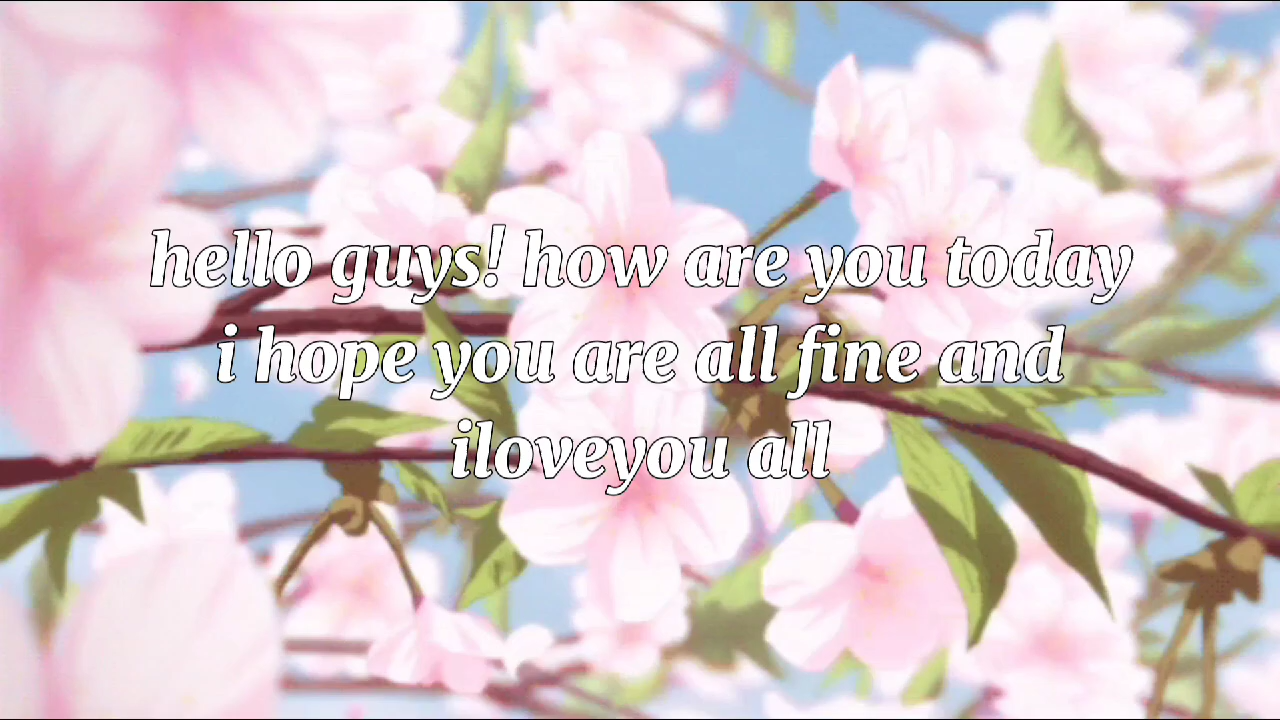 hello guys! how are you today
i hope you are all fine and
iloveyou all